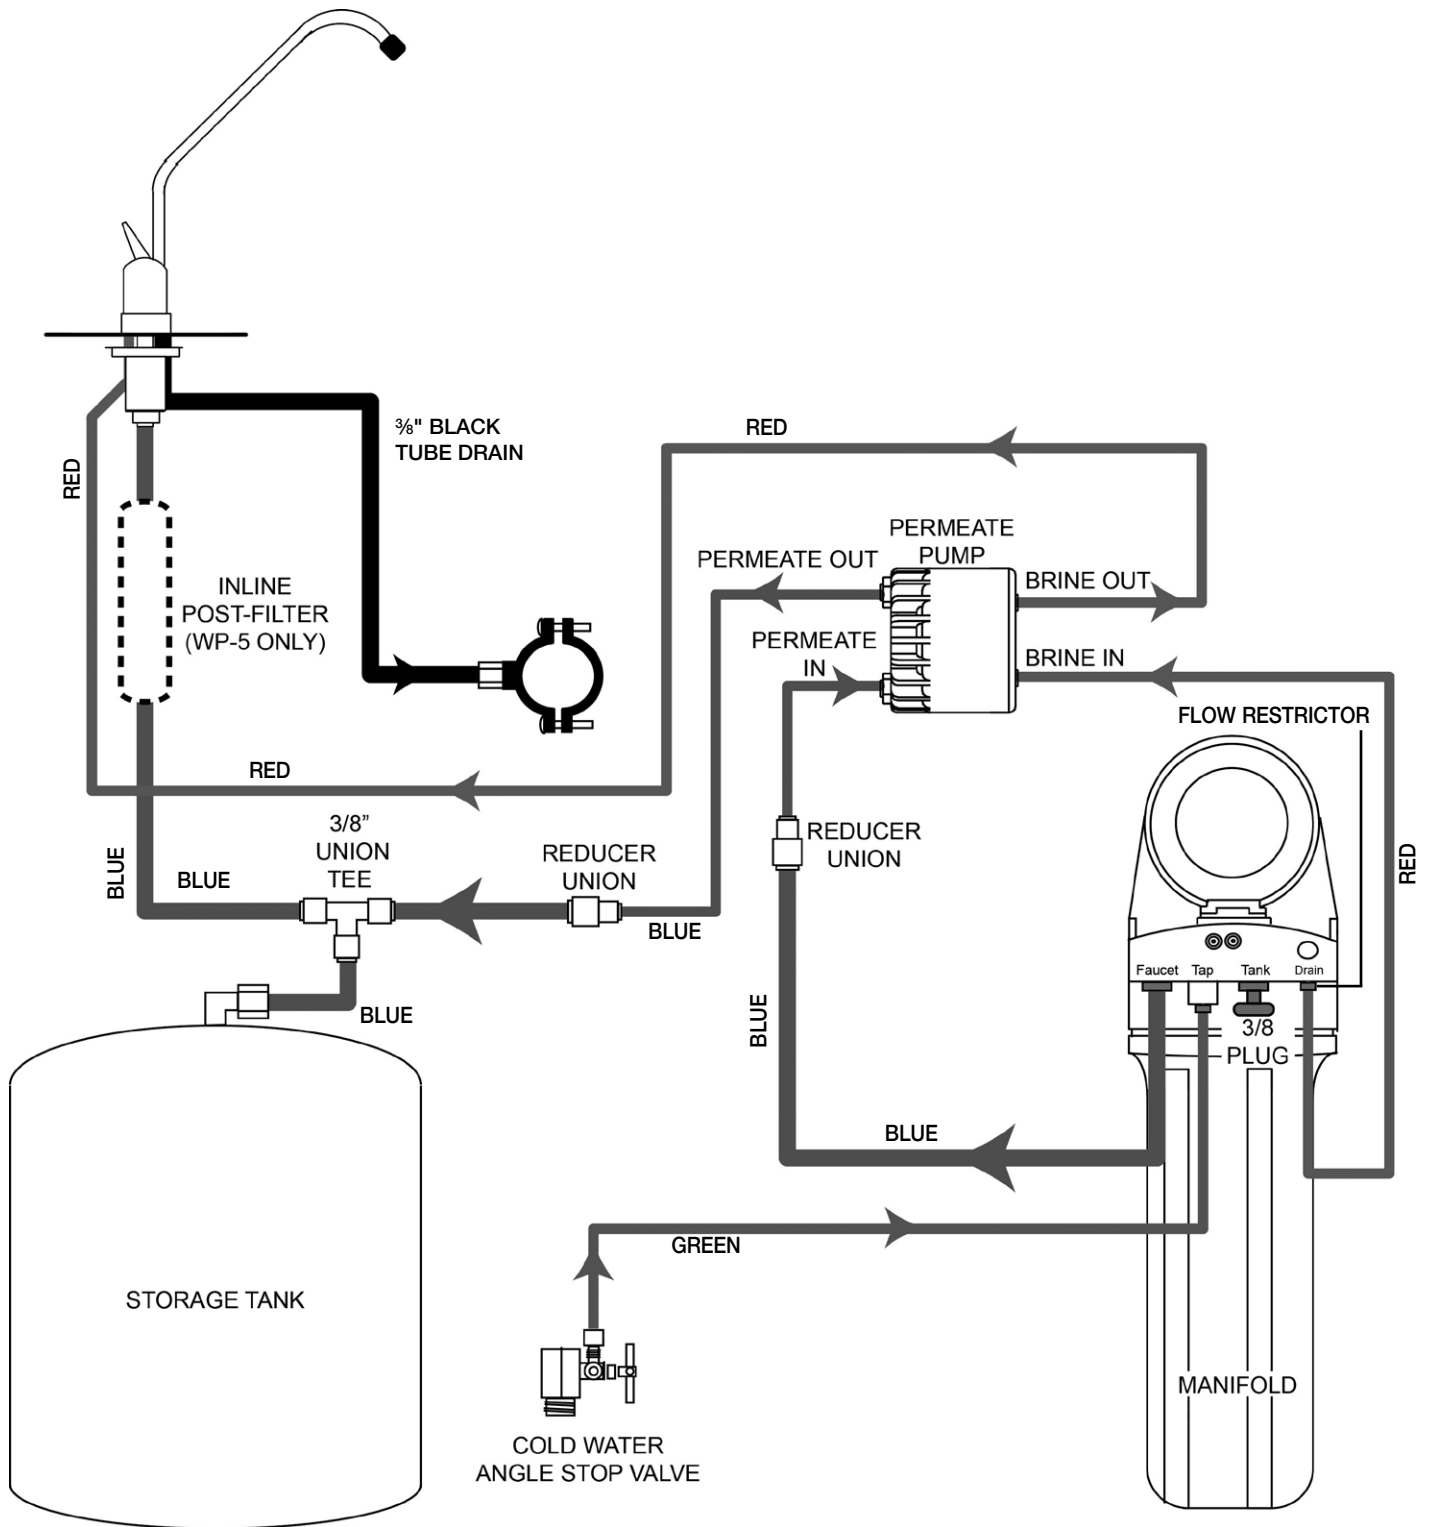 ⅜" BLACK
TUBE DRAIN
RED
RED
PERMEATE
PUMP
PERMEATE OUT
BRINE OUT
INLINE
POST-FILTER
(WP-5 ONLY)
PERMEATE
IN
BRINE IN
FLOW RESTRICTOR
RED
3/8”
UNION
TEE
REDUCER
UNION
REDUCER
UNION
RED
BLUE
BLUE
BLUE
Faucet Tap Tank Drain
BLUE
BLUE
3/8
PLUG
BLUE
GREEN
STORAGE TANK
MANIFOLD
COLD WATER
ANGLE STOP VALVE